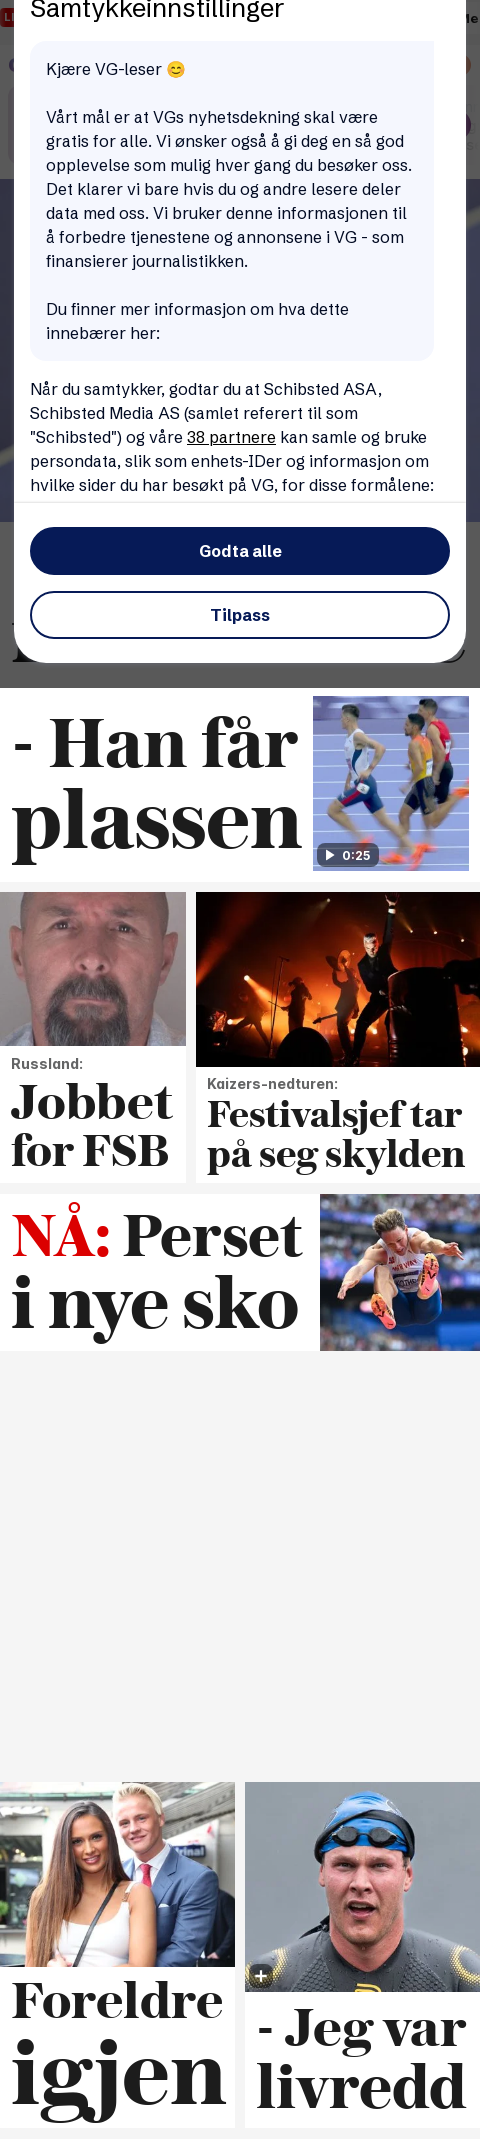 Samtykkeinnstillinger
Kjære VG-leser 😊
Vårt mål er at VGs nyhetsdekning skal være
gratis for alle. Vi ønsker også å gi deg en så god
opplevelse som mulig hver gang du besøker oss.
Det klarer vi bare hvis du og andre lesere deler
data med oss. Vi bruker denne informasjonen til
å forbedre tjenestene og annonsene i VG - som
finansierer journalistikken.
Du finner mer informasjon om hva dette
innebærer her:
Når du samtykker, godtar du at Schibsted ASA,
Schibsted Media AS (samlet referert til som
"Schibsted") og våre 38 partnere kan samle og bruke
persondata, slik som enhets-IDer og informasjon om
hvilke sider du har besøkt på VG, for disse formålene:
Godta alle
Tilpass
- Han får
plassen
0:25
Russland:
Jobbet
for FSB
Kaizers-nedturen:
Festivalsjef tar
på seg skylden
NÅ: Perset
i nye sko
Foreldre
igjen
- Jeg var
livredd